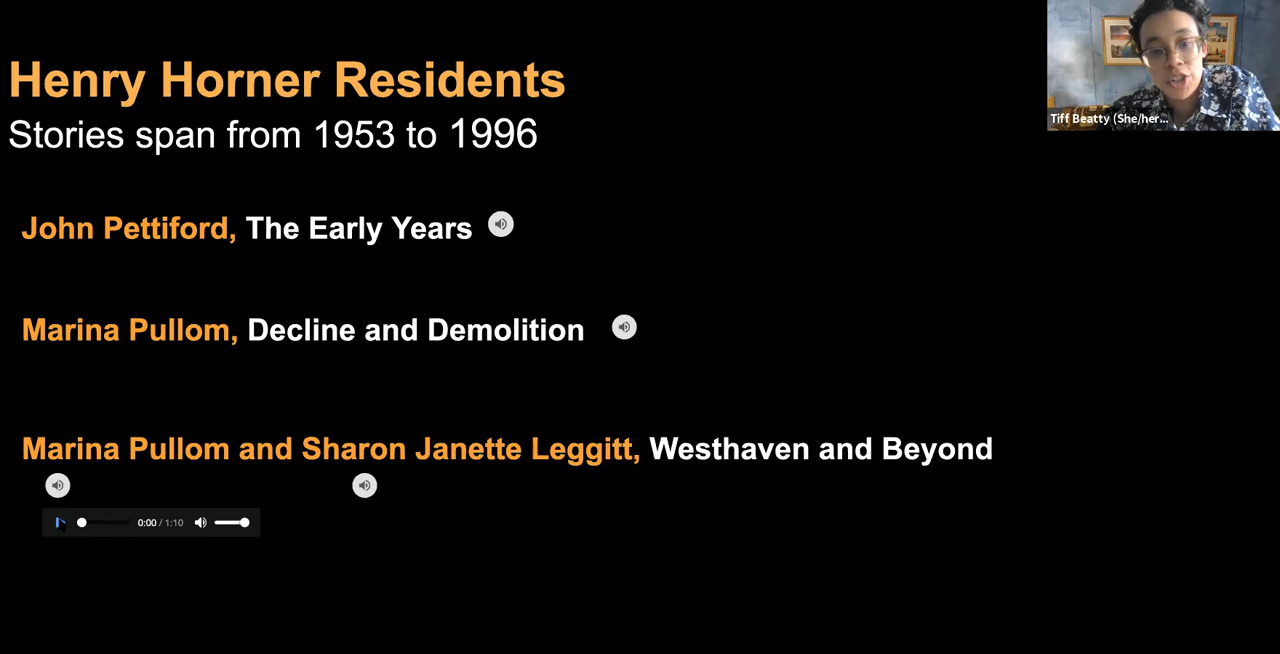 Henry Horner Residents
Stories span from 1953 to 1996
Tiff Beatty (She/her...
John Pettiford, The Early Years
Marina Pullom, Decline and Demolition
Marina Pullom and Sharon Janette Leggitt, Westhaven and Beyond
0:00 / 1:10